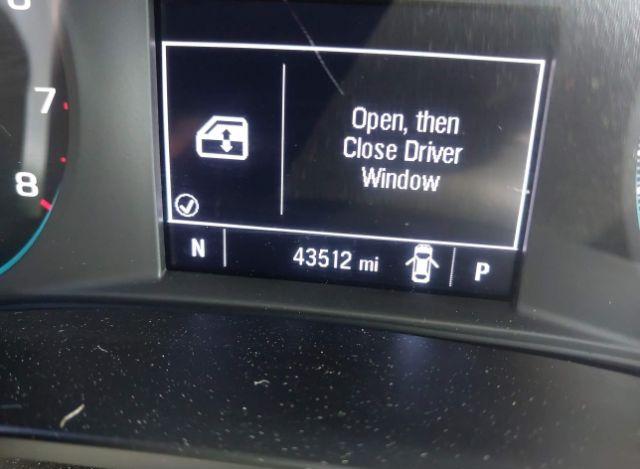 7
8
Open, then
Close Driver
Window
N 43512 mi P